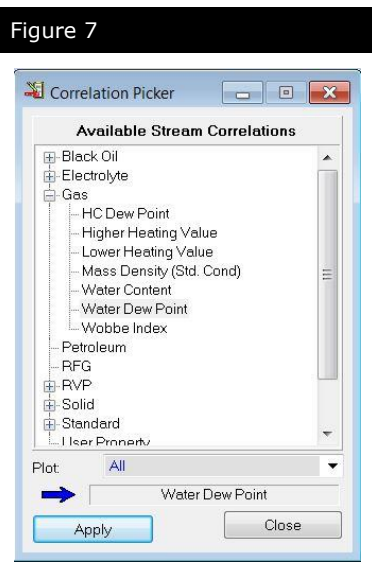 Figure 7
Correlation Picker
Available Stream Correlations
Black Oil
Electrolyte
Gas
HC Dew Point
Higher Heating Value
Lower Heating Value
Mass Density (Std. Cond)
Water Content
Water Dew Point
Wobbe Index
Petroleum
RFG
RVP
Solid
Standard
User Property
Plot: All
Water Dew Point
Apply Close